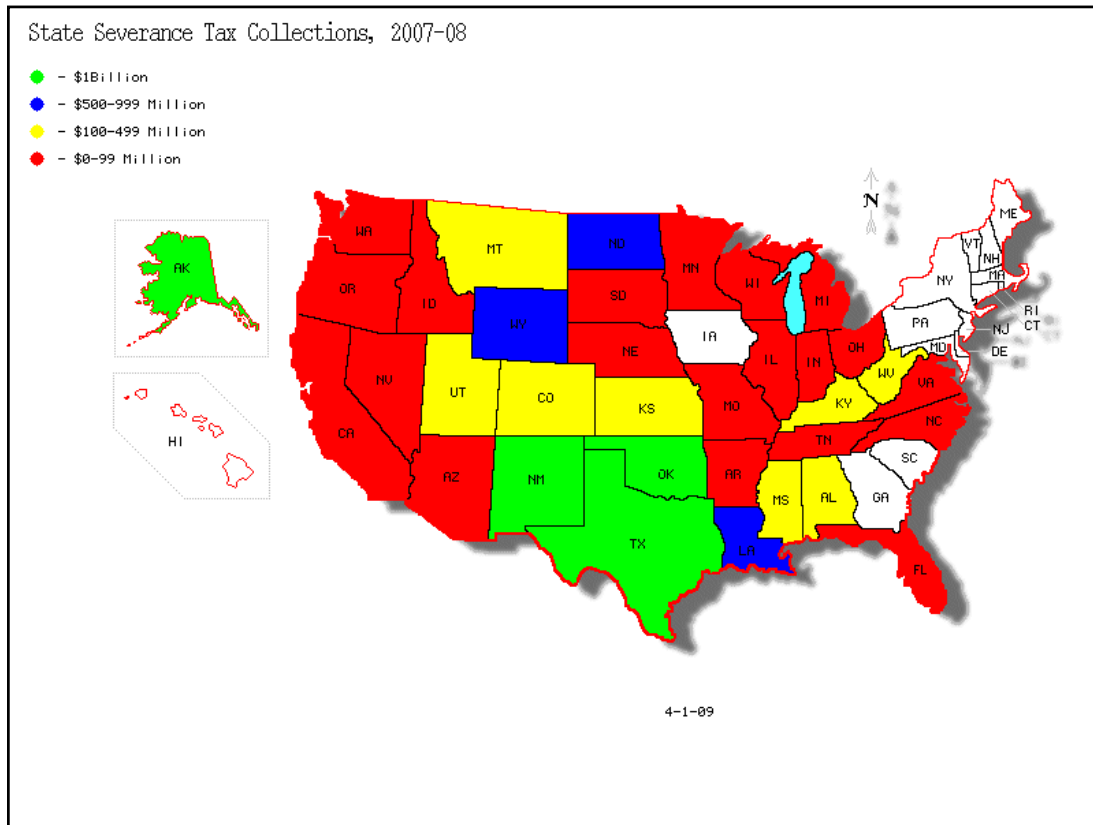 State Severance Tax Collections, 2007-08
- $1Billion
- $500-999 Million
- $100-499 Million
- $0-99 Million
N
ME
WA
VT
NH
MT
ND
MN
AK
MA
NY
OR
ID
WI
SD
MI
RI
CT
WY
PA
NJ
IA
MD
DE
NE
OH
IL
IN
NV
UT
CO
WV
VA
KS
MO
KY
CA
NC
HI
TN
SC
AZ
NM
OK
AR
MS
AL
GA
TX
LA
FL
4-1-09